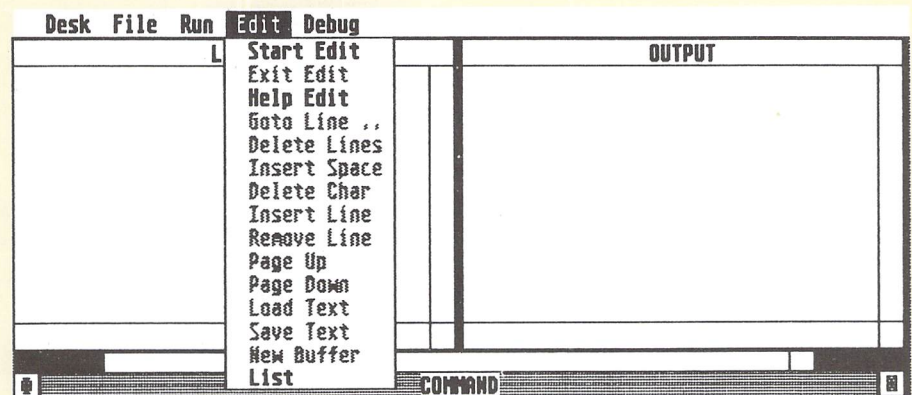 Desk File Run Edit Debug
L
OUTPUT
Start Edit
Exit Edit
Help Edit
Goto Line ..
Delete Lines
Insert Space
Delete Char
Insert Line
Remove Line
Page Up
Page Down
Load Text
Save Text
New Buffer
List
COMMAND